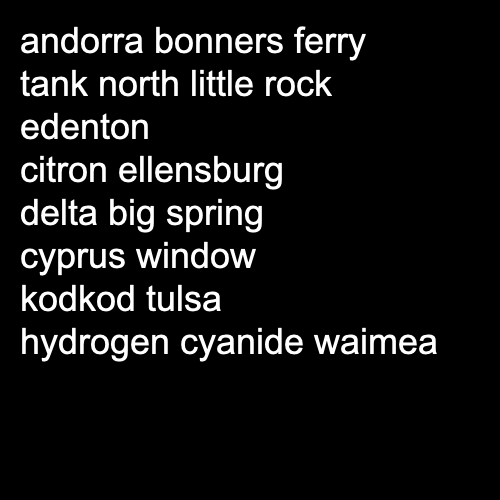 andorra bonners ferry
tank north little rock
edenton
citron ellensburg
delta big spring
cyprus window
kodkod tulsa
hydrogen cyanide waimea